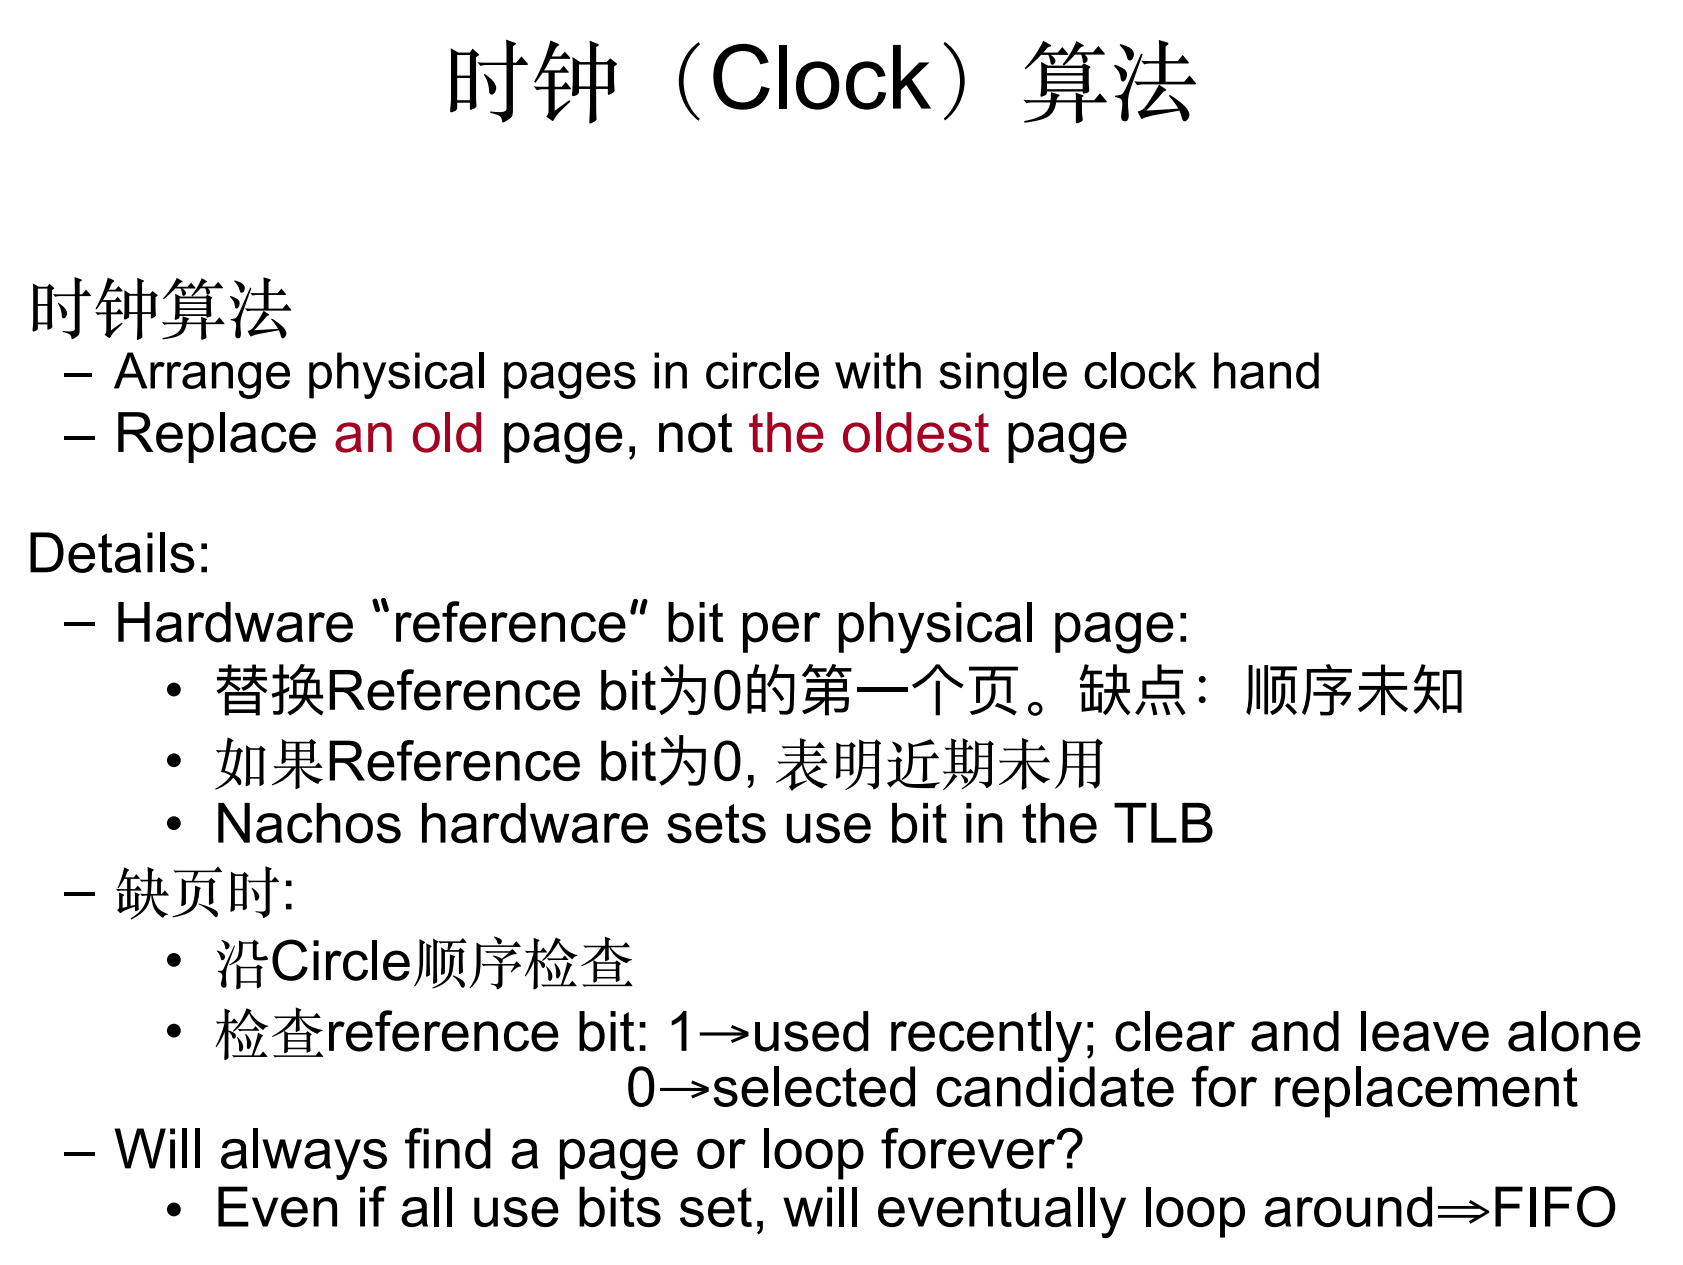 时钟（Clock）算法
时钟算法
– Arrange physical pages in circle with single clock hand
– Replace an old page, not the oldest page
Details:
– Hardware “reference” bit per physical page:
• 替换Reference bit为0的第一个页。缺点：顺序未知
• 如果Reference bit为0, 表明近期未用
• Nachos hardware sets use bit in the TLB
– 缺页时:
• 沿Circle顺序检查
• 检查reference bit: 1→used recently; clear and leave alone
0→selected candidate for replacement
– Will always find a page or loop forever?
• Even if all use bits set, will eventually loop around⇒FIFO